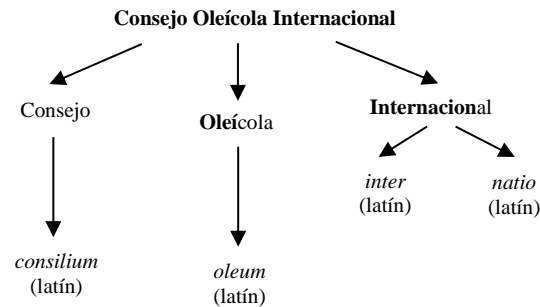 Consejo Oleícola Internacional
Consejo
Oleícola
Internacional
inter
(latín)
natio
(latín)
consilium
(latín)
oleum
(latín)